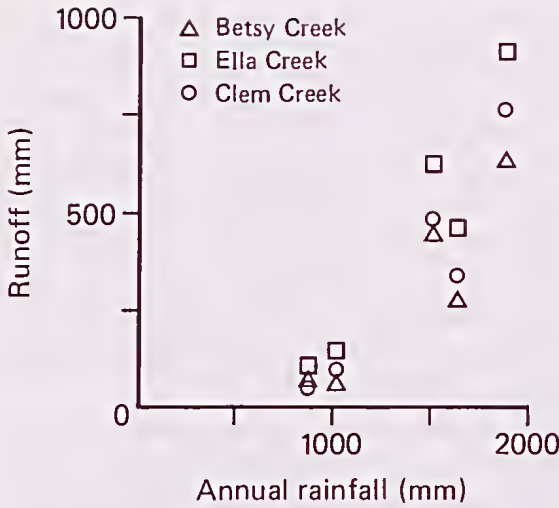 1000
Betsy Creek
Ella Creek
Clem Creek
Runoff (mm)
500
0
1000
2000
Annual rainfall (mm)